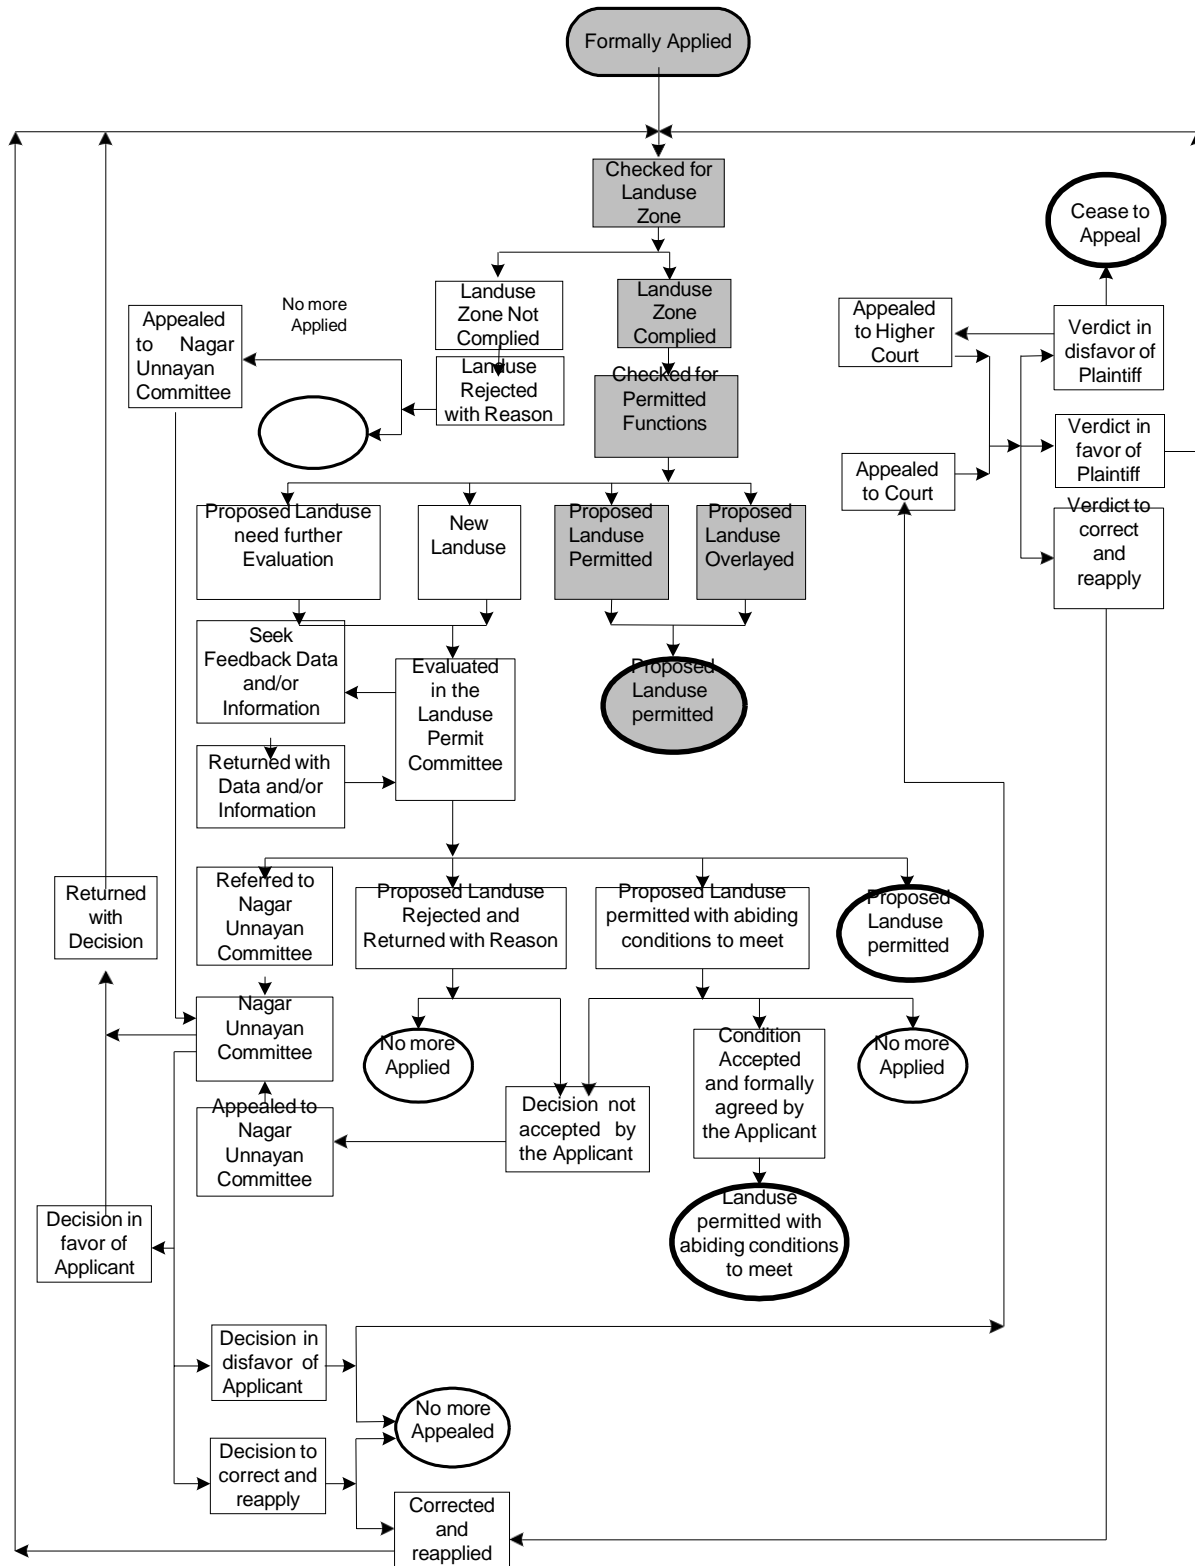 Formally Applied
Checked for
Landuse
Zone
Cease to
Appeal
Landuse
Zone Not
Complied
Landuse
Zone
Complied
No more
Applied
Appealed
to Nagar
Unnayan
Committee
Appealed
to Higher
Court
Verdict in
disfavor of
Plaintiff
Landuse
Rejected
with Reason
Checked for
Permitted
Functions
Verdict in
favor of
Plaintiff
Appealed
to Court
Verdict to
correct
and
reapply
Proposed Landuse
need further
Evaluation
New
Landuse
Proposed
Landuse
Permitted
Proposed
Landuse
Overlayed
Seek
Feedback Data
and/or
Information
Evaluated
in the
Landuse
Permit
Committee
Proposed
Landuse
permitted
Returned with
Data and/or
Information
Returned
with
Decision
Referred to
Nagar
Unnayan
Committee
Proposed Landuse
Rejected and
Returned with Reason
Proposed Landuse
permitted with abiding
conditions to meet
Proposed
Landuse
permitted
Nagar
Unnayan
Committee
No more
Applied
Condition
Accepted
and formally
agreed by
the Applicant
No more
Applied
Decision not
accepted by
the Applicant
Appealed to
Nagar
Unnayan
Committee
Landuse
permitted with
abiding conditions
to meet
Decision in
favor of
Applicant
Decision in
disfavor of
Applicant
No more
Appealed
Decision to
correct and
reapply
Corrected
and
reapplied